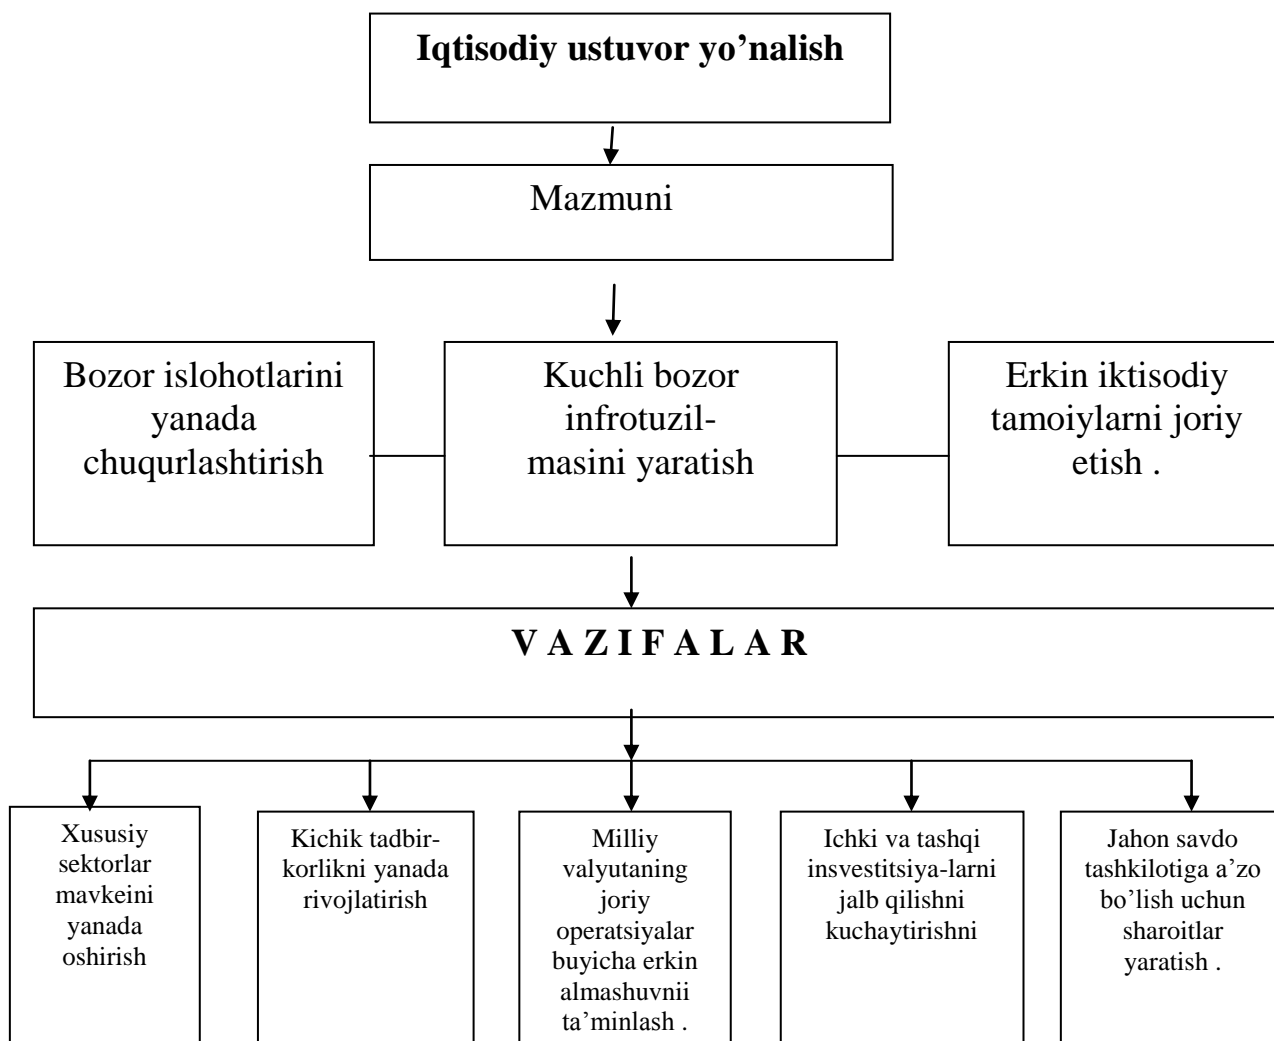 Iqtisodiy ustuvor yo’nalish
Mazmuni
Bozor islohotlarini
yanada
chuqurlashtirish
Kuchli bozor
infrotuzil-
masini yaratish
Erkin iktisodiy
tamoiylarni joriy
etish .
V A Z I F A L A R
Xususiy
sektorlar
mavkeini
yanada
oshirish
Kichik tadbir-
korlikni yanada
rivojlatirish
Milliy
valyutaning
joriy
operatsiyalar
buyicha erkin
almashuvnii
ta’minlash .
Ichki va tashqi
insvestitsiya-larni
jalb qilishni
kuchaytirishni
Jahon savdo
tashkilotiga a’zo
bo’lish uchun
sharoitlar
yaratish .